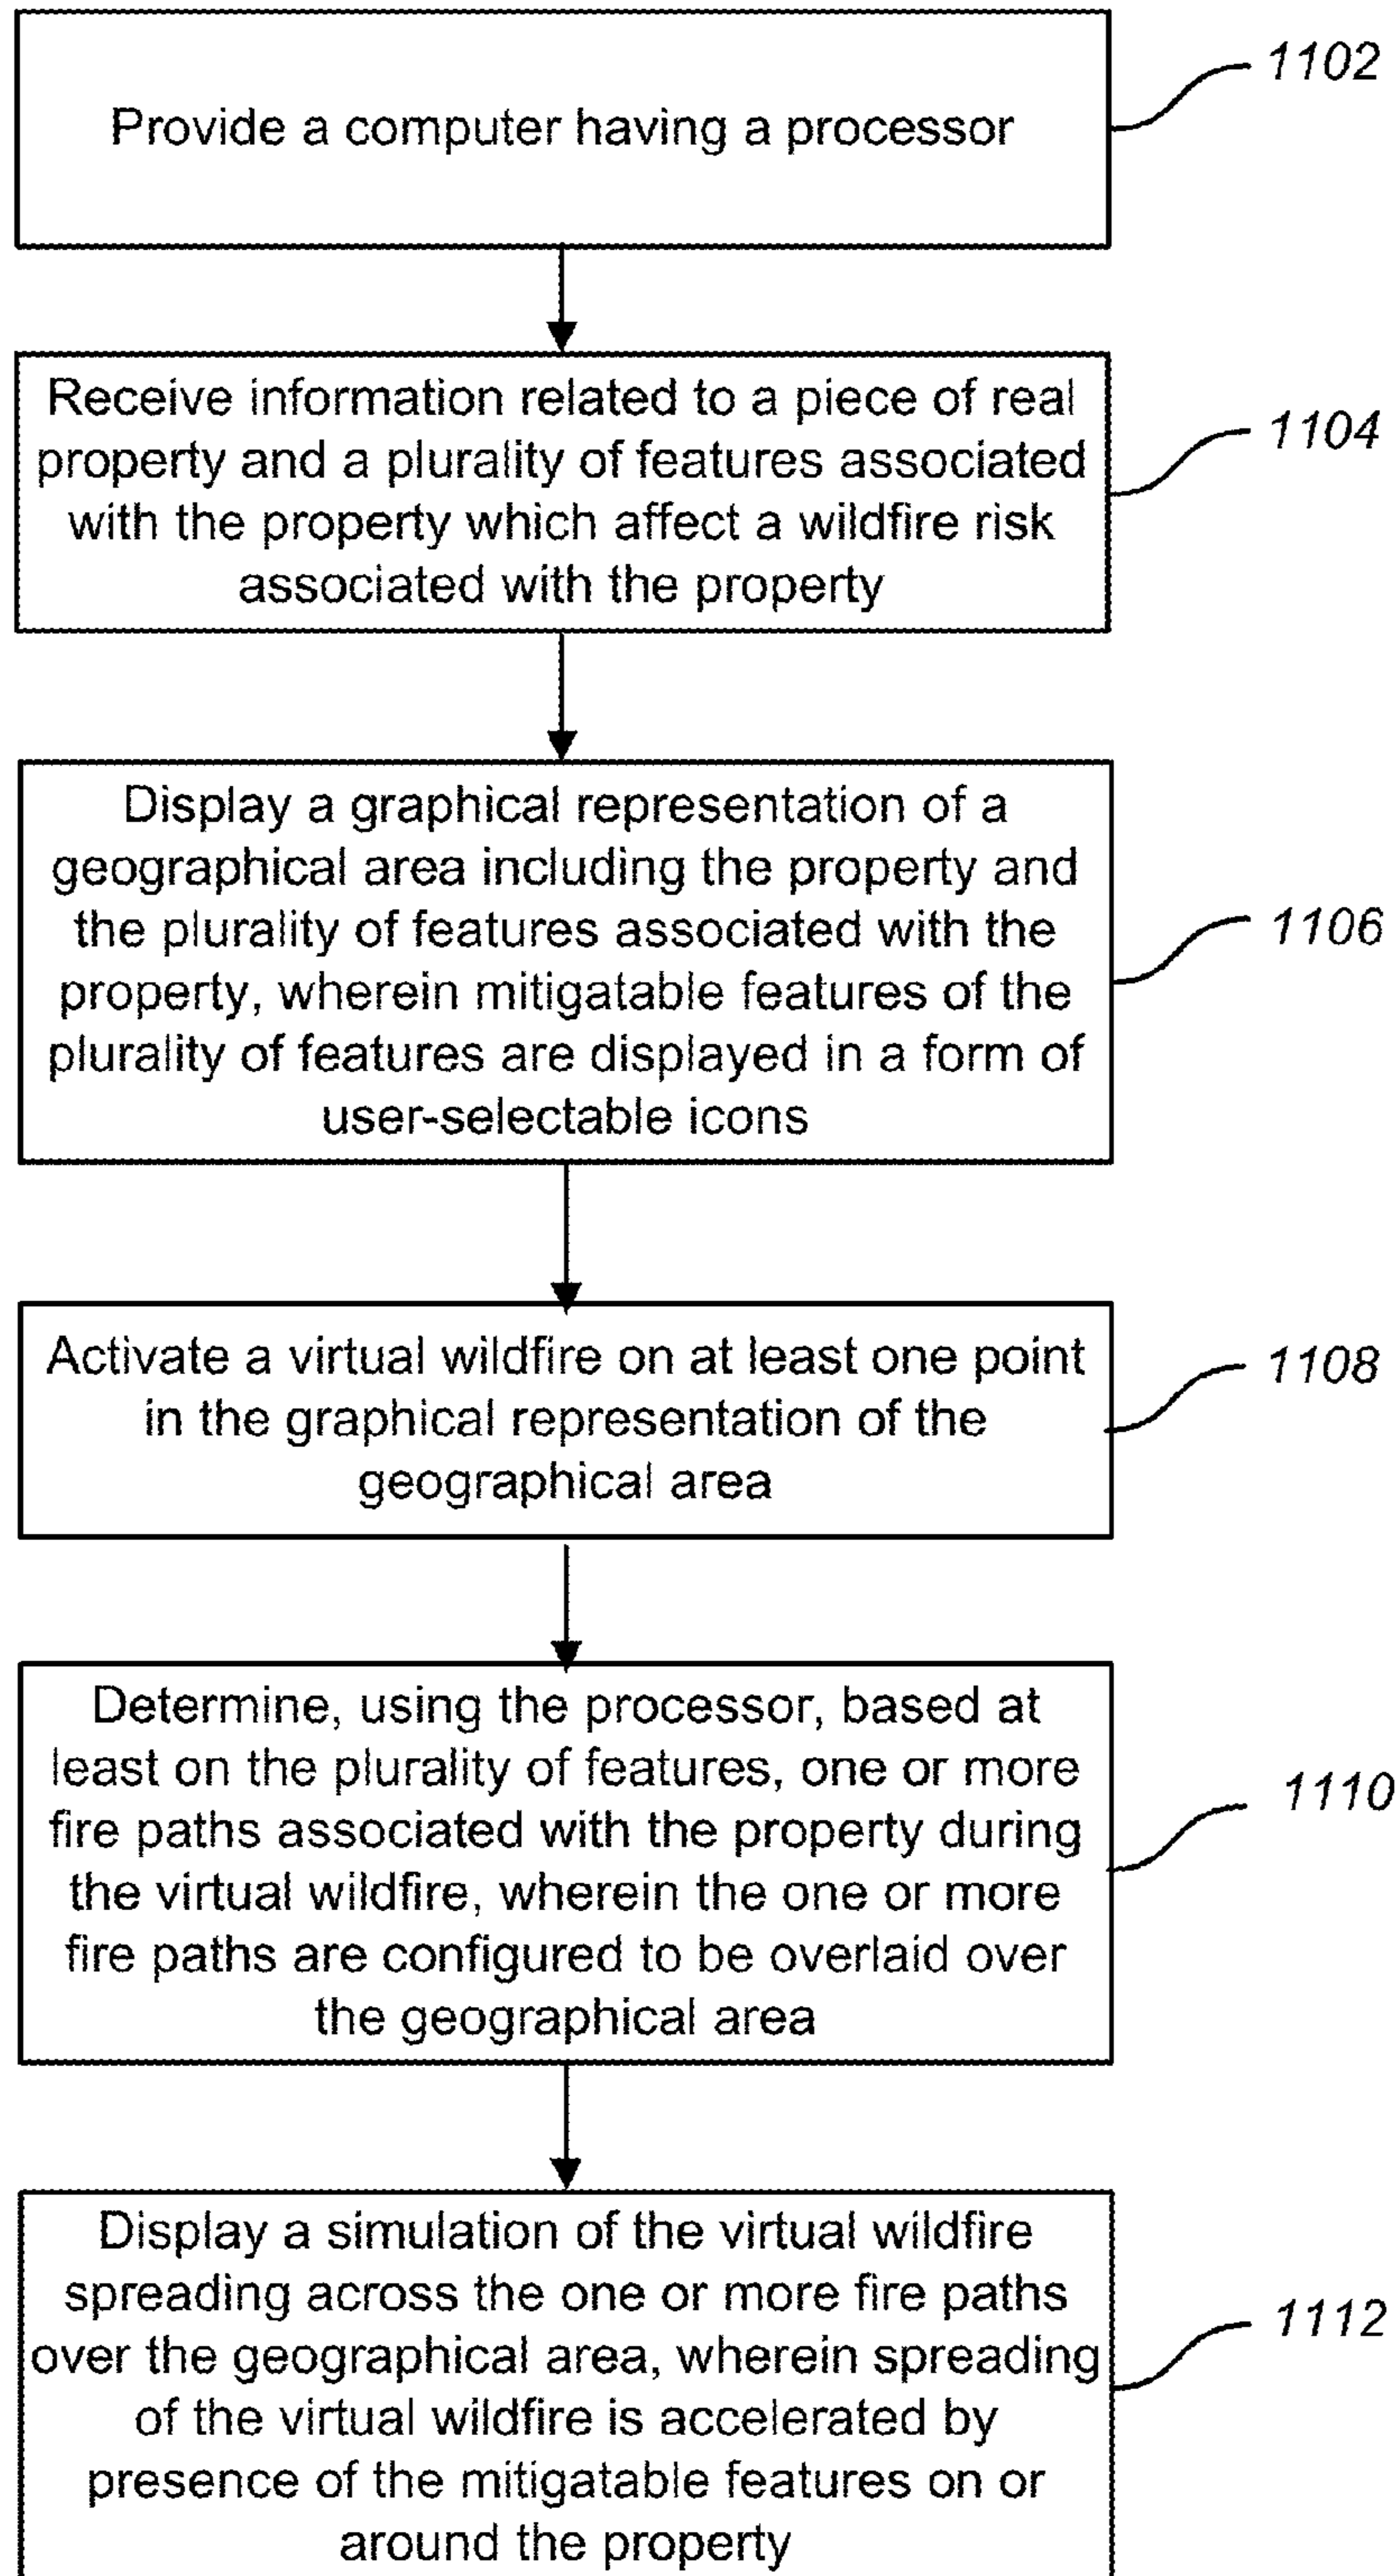 Provide a computer having a processor
1102
Receive information related to a piece of real
property and a plurality of features associated
with the property which affect a wildfire risk
associated with the property
1104
Display a graphical representation of a
geographical area including the property and
the plurality of features associated with the
property, wherein mitigatable features of the
plurality of features are displayed in a form of
user-selectable icons
1106
Activate a virtual wildfire on at least one point
in the graphical representation of the
geographical area
1108
Determine, using the processor, based at
least on the plurality of features, one or more
fire paths associated with the property during
the virtual wildfire, wherein the one or more
fire paths are configured to be overlaid over
the geographical area
1110
Display a simulation of the virtual wildfire
spreading across the one or more fire paths
over the geographical area, wherein spreading
of the virtual wildfire is accelerated by
presence of the mitigatable features on or
around the property
1112